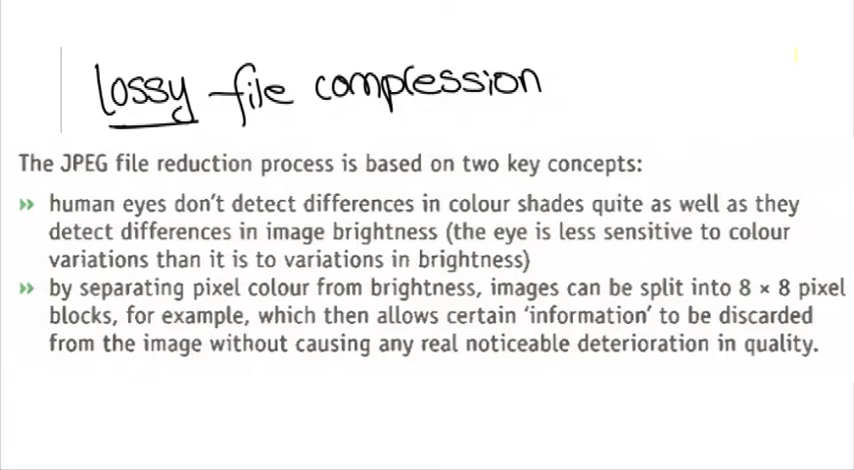 lossy file compression
The JPEG file reduction process is based on two key concepts:
›› human eyes don't detect differences in colour shades quite as well as they
detect differences in image brightness (the eye is less sensitive to colour
variations than it is to variations in brightness)
›› by separating pixel colour from brightness, images can be split into 8 × 8 pixel
blocks, for example, which then allows certain 'information' to be discarded
from the image without causing any real noticeable deterioration in quality.